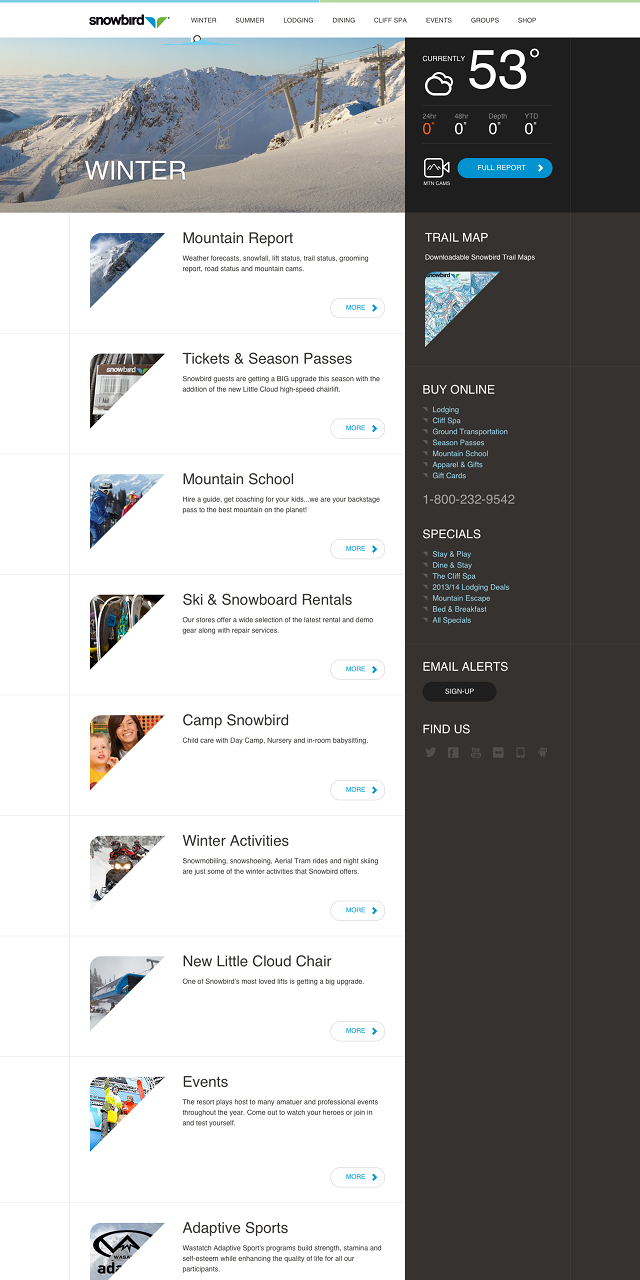 snowbird
WINTER
SUMMER
LODGING
DINING
CLIFF SPA
EVENTS
GROUPS
SHOP
WINTER
CURRENTLY
53°
24hr
48hr
Depth
YTD
0"
0"
0"
0"
MTN CAMS
FULL REPORT
Mountain Report
Weather forecasts, snowfall, lift status, trail status, grooming
report, road status and mountain cams.
MORE
Tickets & Season Passes
Snowbird guests are getting a BIG upgrade this season with the
addition of the new Little Cloud high-speed chairlift.
MORE
snowbird
Mountain School
Hire a guide, get coaching for your kids...we are your backstage
pass to the best mountain on the planet!
MORE
Ski & Snowboard Rentals
Our stores offer a wide selection of the latest rental and demo
gear along with repair services.
MORE
Camp Snowbird
Child care with Day Camp, Nursery and in-room babysitting.
MORE
Winter Activities
Snowmobiling, snowshoeing, Aerial Tram rides and night skiing
are just some of the winter activities that Snowbird offers.
MORE
New Little Cloud Chair
One of Snowbird's most loved lifts is getting a big upgrade.
MORE
Events
The resort plays host to many amatuer and professional events
throughout the year. Come out to watch your heroes or join in
and test yourself.
MORE
Adaptive Sports
Wastatch Adaptive Sport's programs build strength, stamina and
self-esteem while enhancing the quality of life for all our
participants.
WASA
ada
TRAIL MAP
Downloadable Snowbird Trail Maps
snowbird
BUY ONLINE
Lodging
Cliff Spa
Ground Transportation
Season Passes
Mountain School
Apparel & Gifts
Gift Cards
1-800-232-9542
SPECIALS
Stay & Play
Dine & Stay
The Cliff Spa
2013/14 Lodging Deals
Mountain Escape
Bed & Breakfast
All Specials
EMAIL ALERTS
SIGN-UP
FIND US